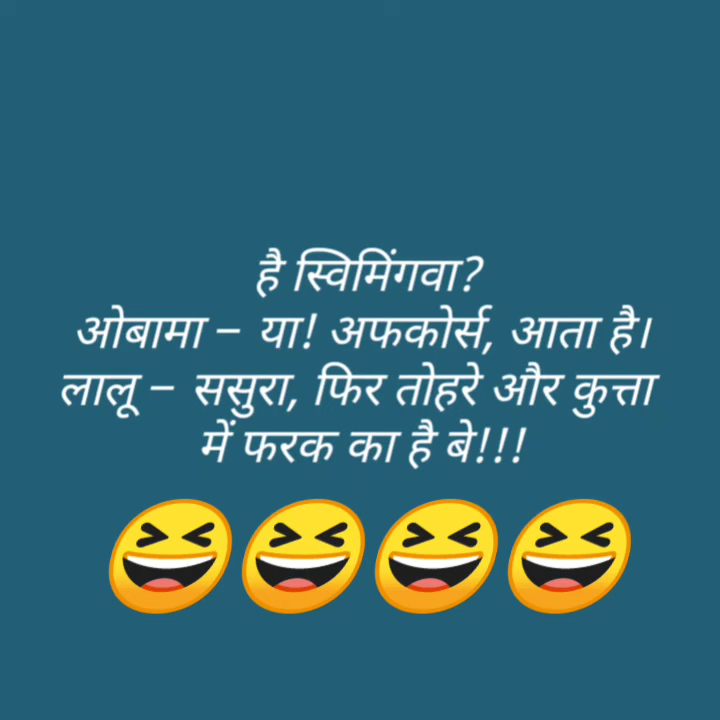 है स्विमिंगवा?
ओबामा – या! अफकोर्स, आता है।
लालू – ससुरा, फिर तोहरे और कुत्ता
में फरक का है बे!!!